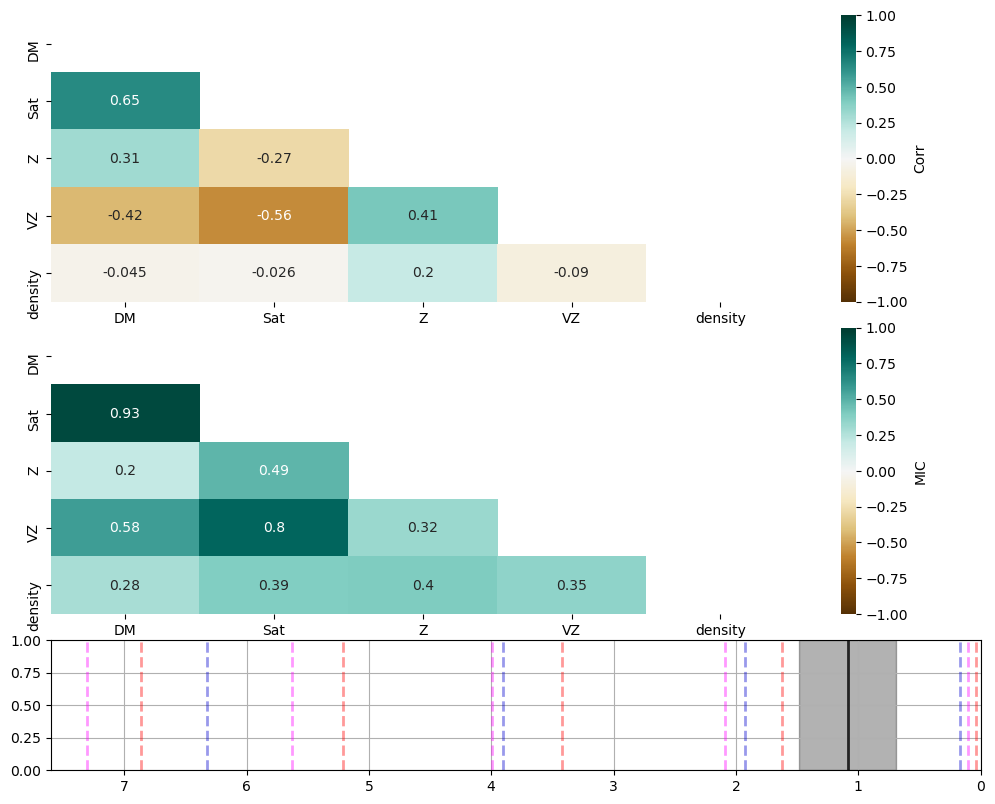 DM
Sat
0.65
Z
0.31 -0.27
VZ
-0.42 -0.56 0.41
density
-0.045 -0.026 0.2 -0.09
DM Sat Z VZ density
1.00
0.75
0.50
0.25
0.00
−0.25
−0.50
−0.75
−1.00
Corr
DM
Sat
0.93
Z
0.2 0.49
VZ
0.58 0.8 0.32
density
0.28 0.39 0.4 0.35
DM Sat Z VZ density
1.00
0.75
0.50
0.25
0.00
−0.25
−0.50
−0.75
−1.00
MIC
1.00
0.75
0.50
0.25
0.00
7 6 5 4 3 2 1 0